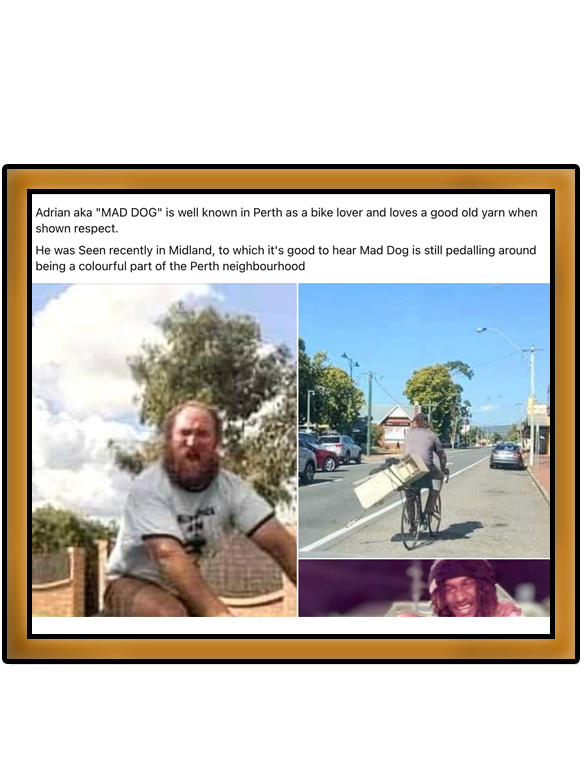 Adrian aka "MAD DOG" is well known in Perth as a bike lover and loves a good old yarn when
shown respect.
He was Seen recently in Midland, to which it's good to hear Mad Dog is still pedalling around
being a colourful part of the Perth neighbourhood